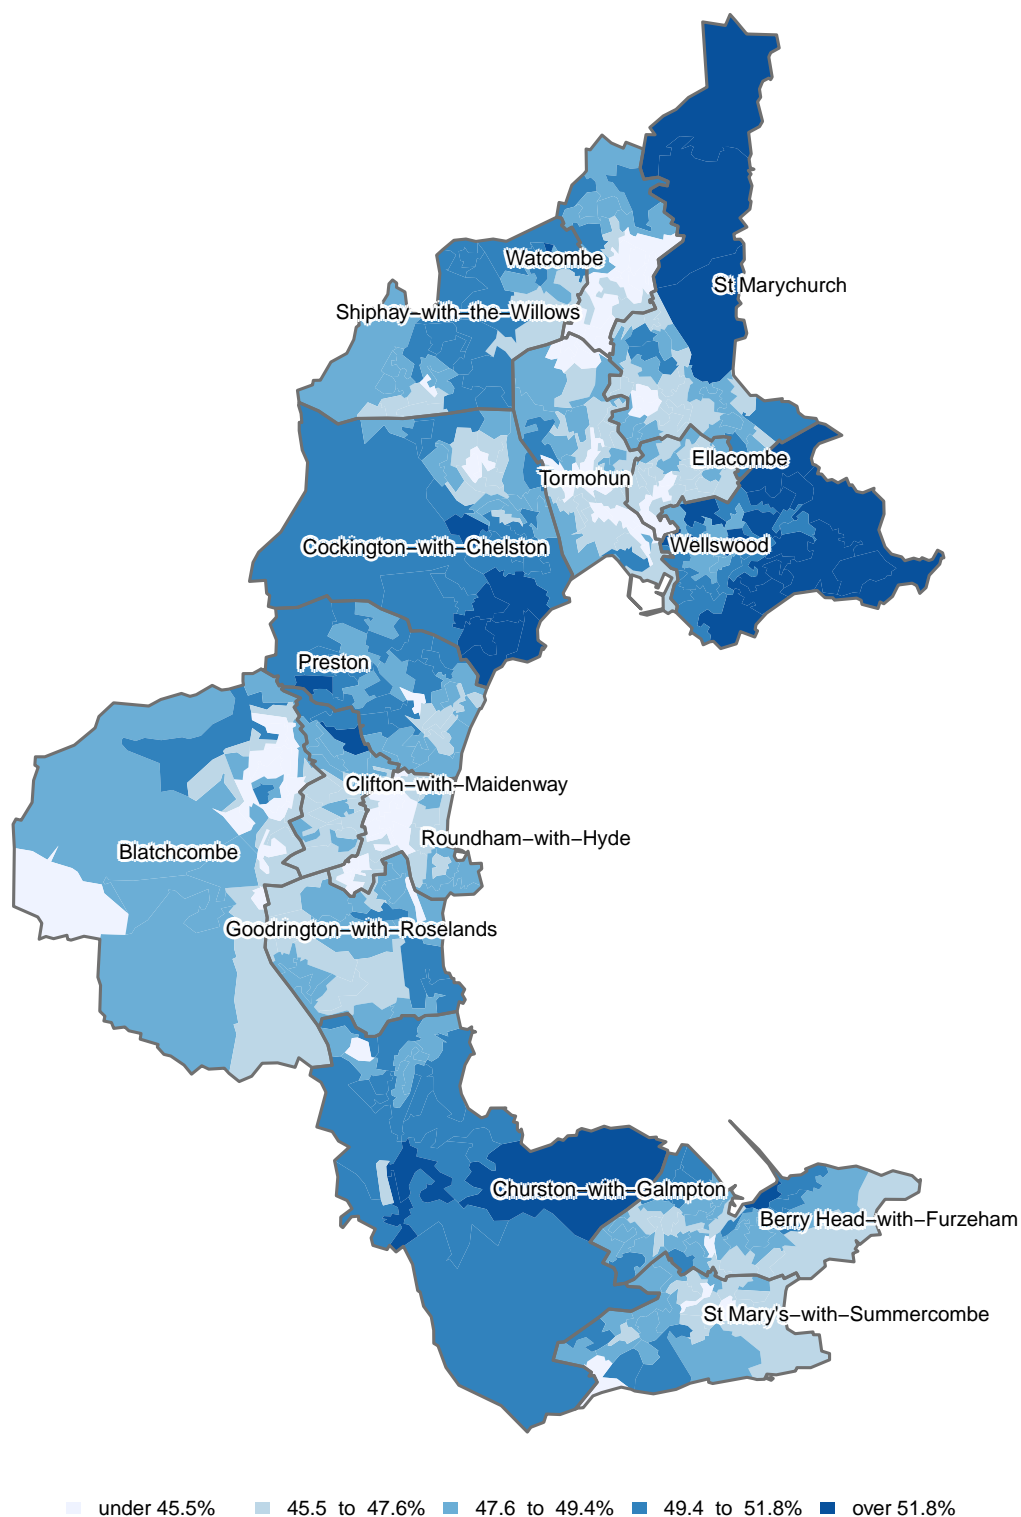 Watcombe
St Marychurch
Shiphay−with−the−Willows
Ellacombe
Tormohun
Cockington−with−Chelston
Wellswood
Preston
Clifton−with−Maidenway
Roundham−with−Hyde
Blatchcombe
Goodrington−with−Roselands
Churston−with−Galmpton
Berry Head−with−Furzeham
St Mary's−with−Summercombe
under 45.5% 45.5 to 47.6% 47.6 to 49.4% 49.4 to 51.8% over 51.8%